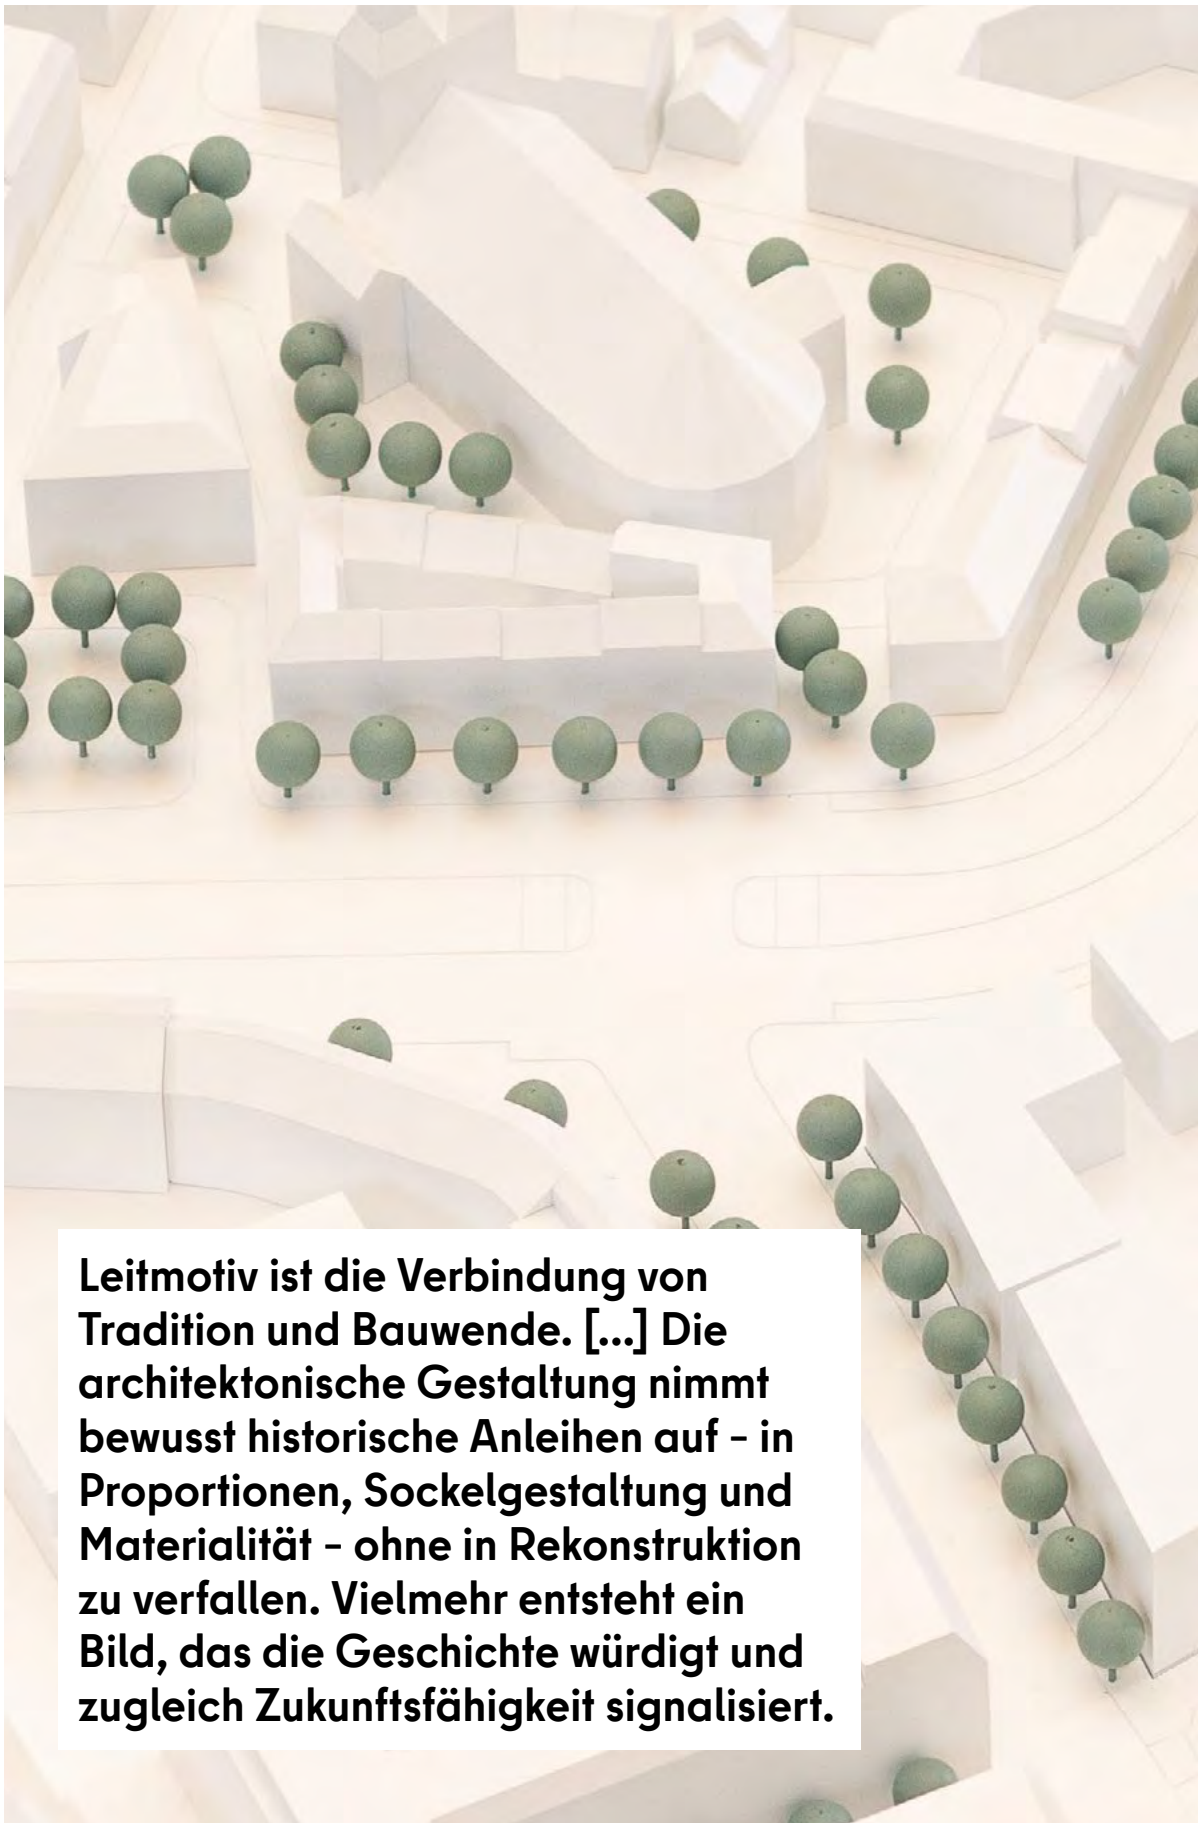 Leitmotiv ist die Verbindung von
Tradition und Bauwende. [...] Die
architektonische Gestaltung nimmt
bewusst historische Anleihen auf – in
Proportionen, Sockelgestaltung und
Materialität – ohne in Rekonstruktion
zu verfallen. Vielmehr entsteht ein
Bild, das die Geschichte würdigt und
zugleich Zukunftsfähigkeit signalisiert.